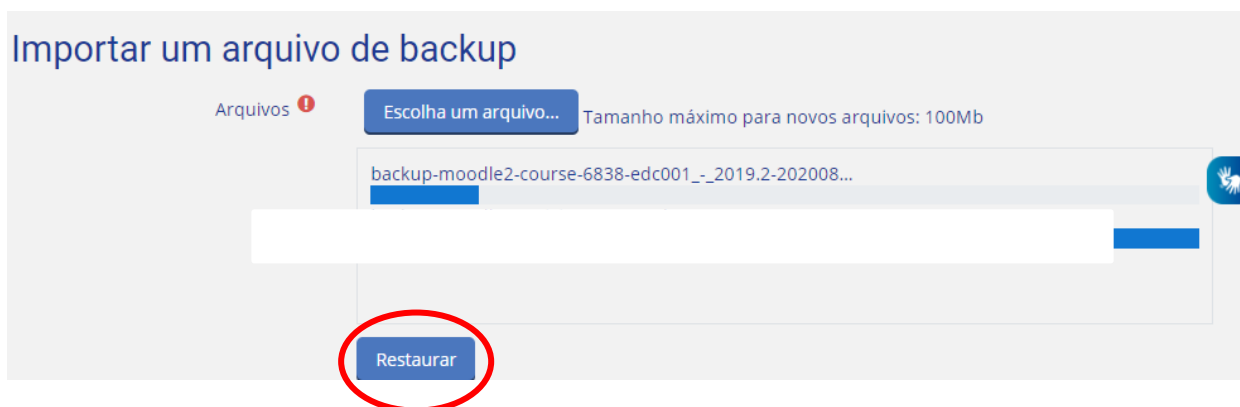 Importar um arquivo de backup
Arquivos
Escolha um arquivo... Tamanho máximo para novos arquivos: 100Mb
backup-moodle2-course-6838-edc001_-_2019.2-202008...
Restaurar